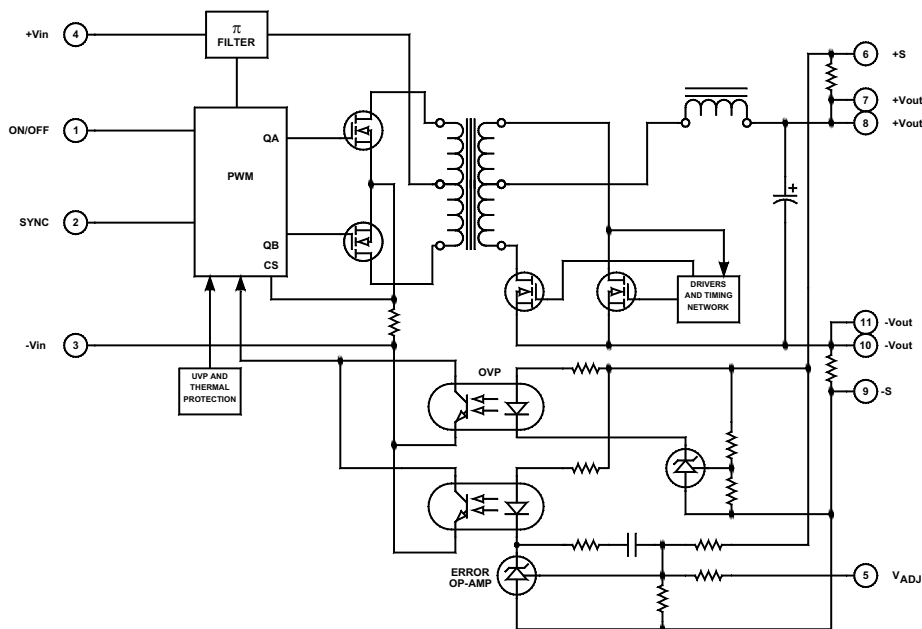 +Vin
4
π
FILTER
6
+S
7
+Vout
8
+Vout
ON/OFF
1
QA
PWM
SYNC
2
QB
CS
+
DRIVERS
AND TIMING
NETWORK
11
-Vout
-Vin
3
10
-Vout
UVP AND
THERMAL
PROTECTION
OVP
9
-S
ERROR
OP-AMP
5
VADJ